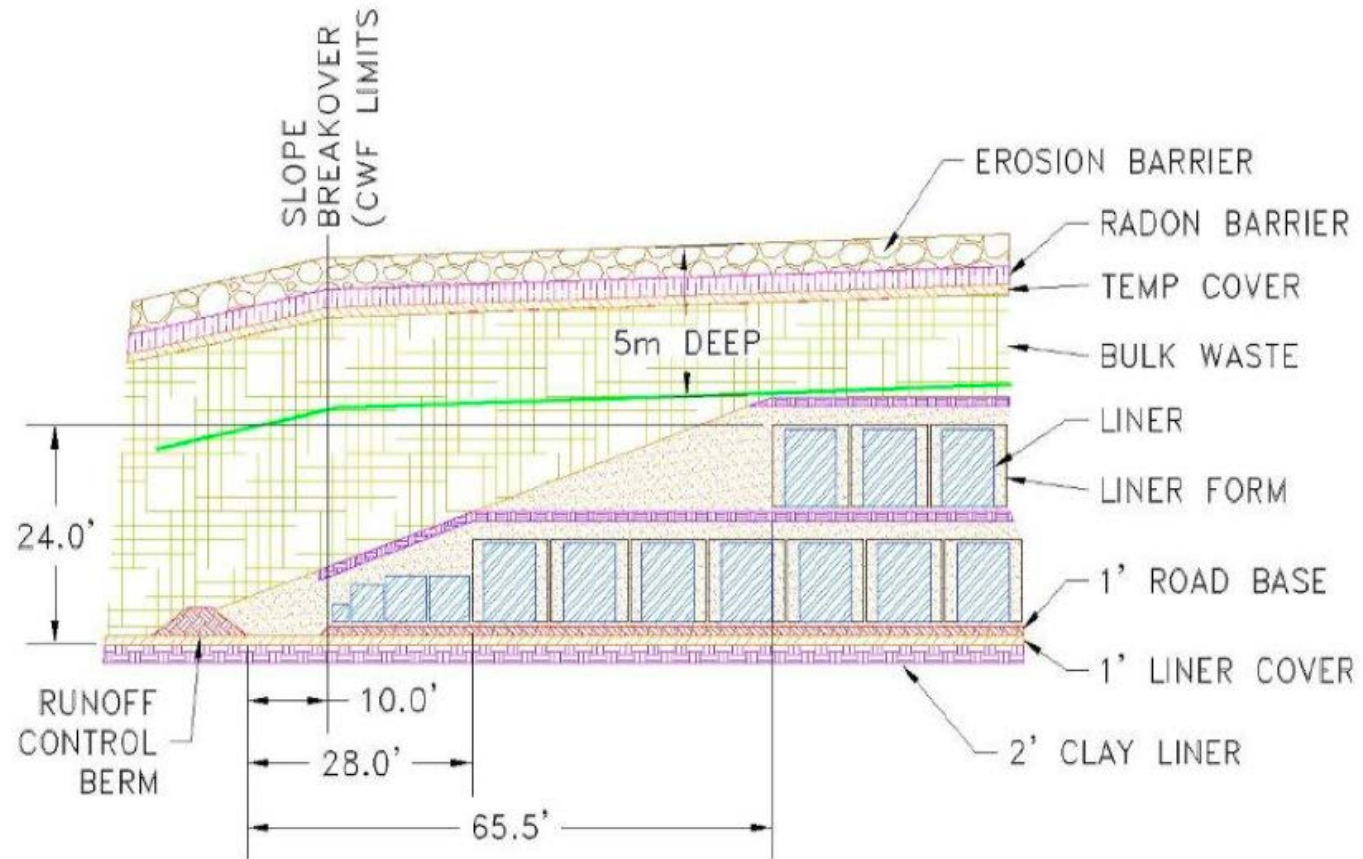 SLOPE
BREAKOVER
(CWF LIMITS
EROSION BARRIER
RADON BARRIER
TEMP COVER
5m DEEP
BULK WASTE
LINER
LINER FORM
24.0'
1' ROAD BASE
1' LINER COVER
RUNOFF
CONTROL
BERM
10.0'
28.0'
2' CLAY LINER
65.5'